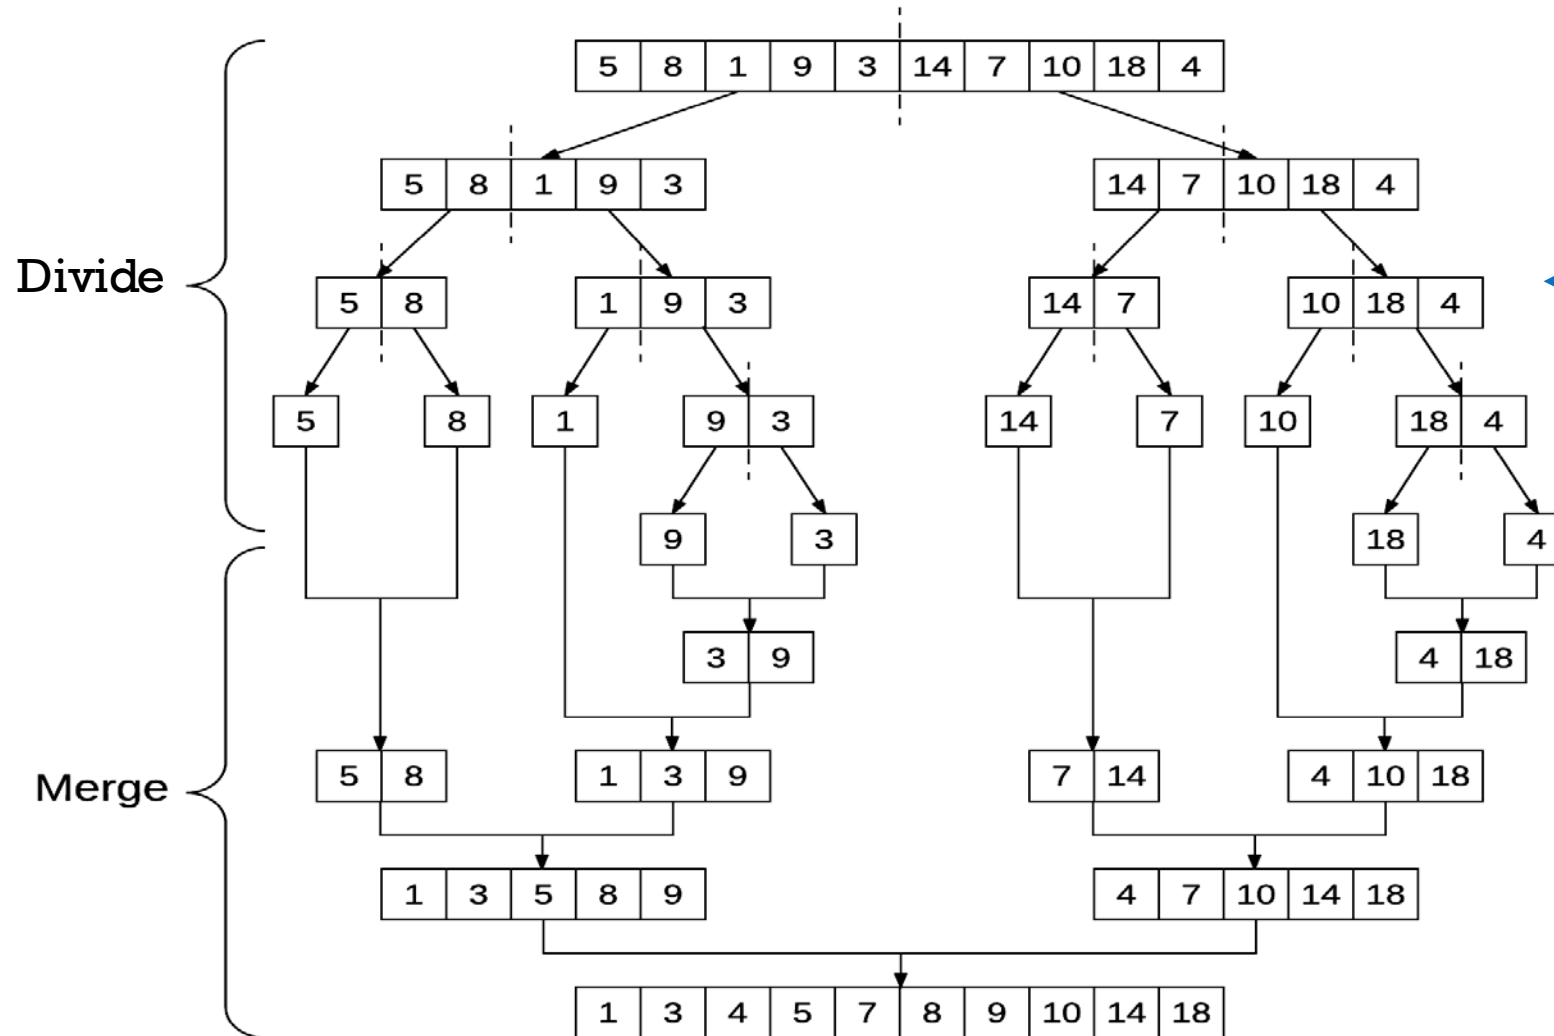 5 8 1 9 3 14 7 10 18 4
5 8 1 9 3 14 7 10 18 4
Divide
5 8 1 9 3 14 7 10 18 4
5 8 1 9 3 14 7 10 18 4
9 3 18 4
3 9 4 18
Merge
5 8 1 3 9 7 14 4 10 18
1 3 5 8 9 4 7 10 14 18
1 3 4 5 7 8 9 10 14 18